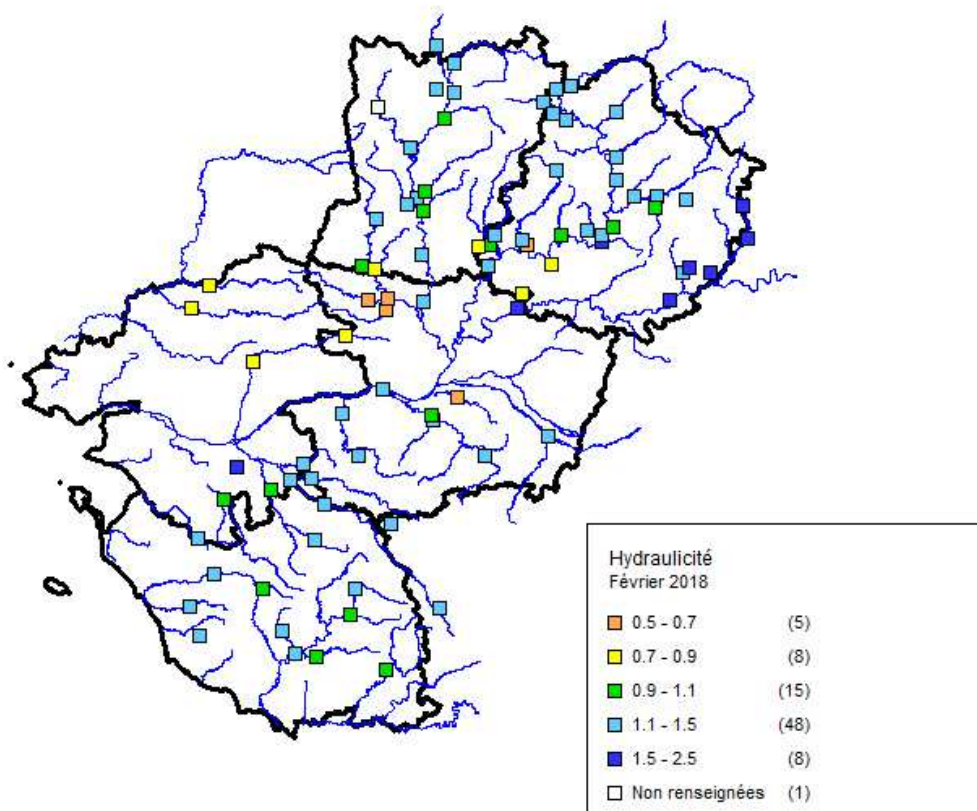 Hydraulicité
Février 2018
0.5 - 0.7 (5)
0.7 - 0.9 (8)
0.9 - 1.1 (15)
1.1 - 1.5 (48)
1.5 - 2.5 (8)
Non renseignées (1)